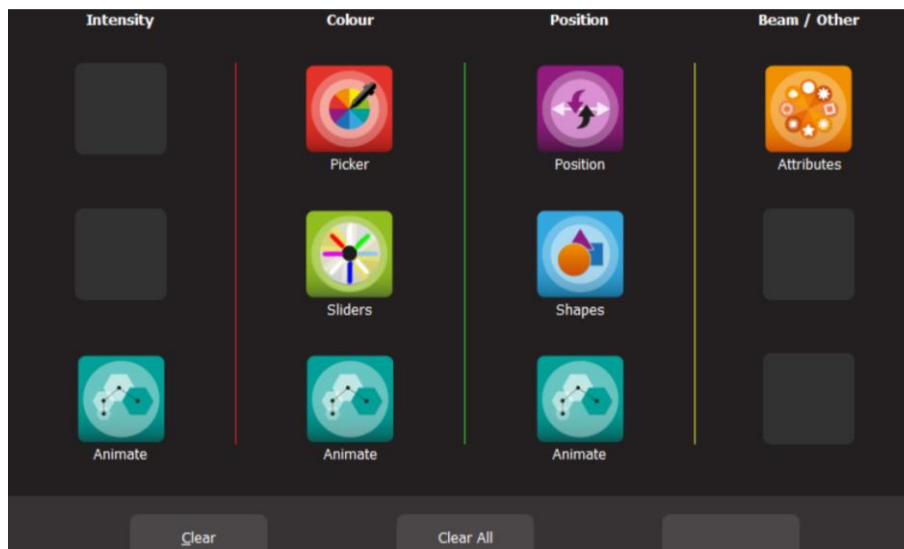 Intensity Colour Position Beam / Other
Picker Position Attributes
Sliders Shapes
Animate Animate Animate
Clear Clear All